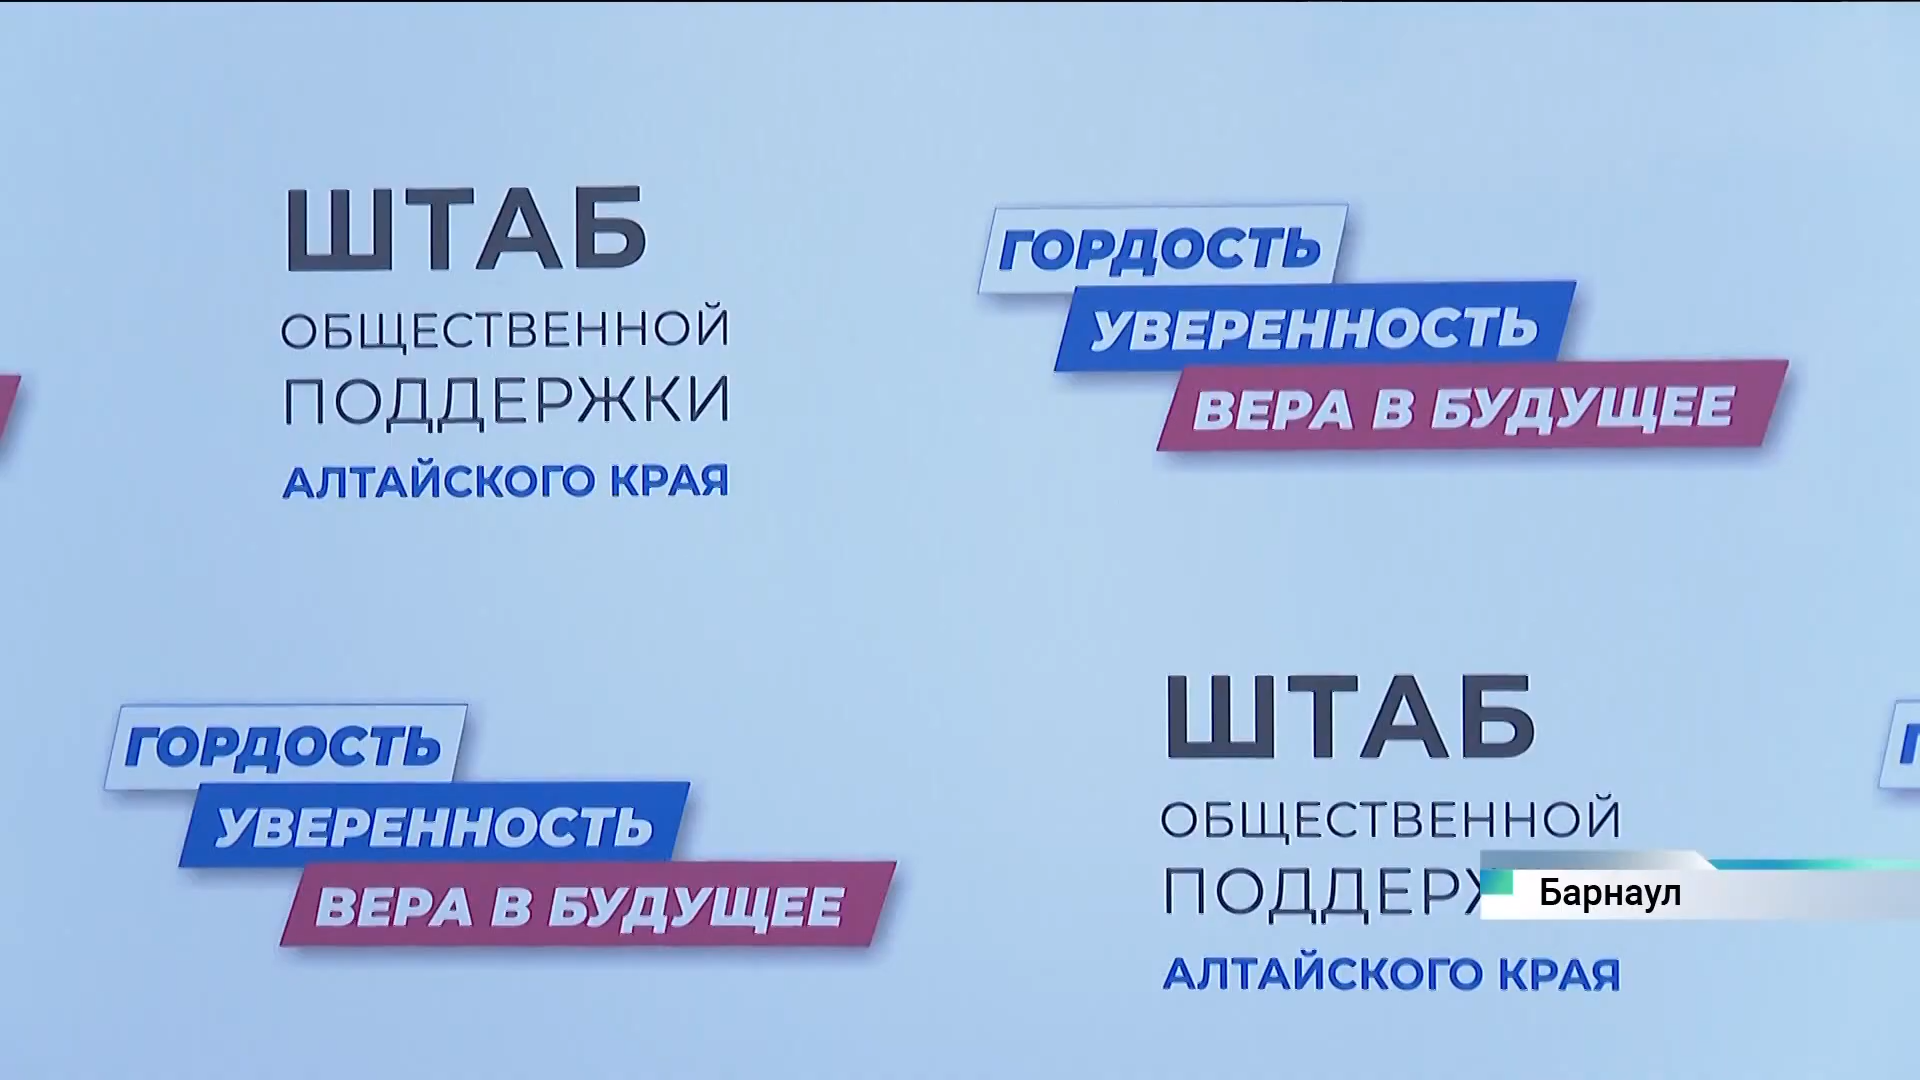 ШТАБ
ОБЩЕСТВЕННОЙ
ПОДДЕРЖКИ
АЛТАЙСКОГО КРАЯ
ГОРДОСТЬ
УВЕРЕННОСТЬ
ВЕРА В БУДУЩЕЕ
ГОРДОСТЬ
УВЕРЕННОСТЬ
ВЕРА В БУДУЩЕЕ
ШТАБ
ОБЩЕСТВЕННОЙ
АЛТАЙСКОГО КРАЯ
Барнаул